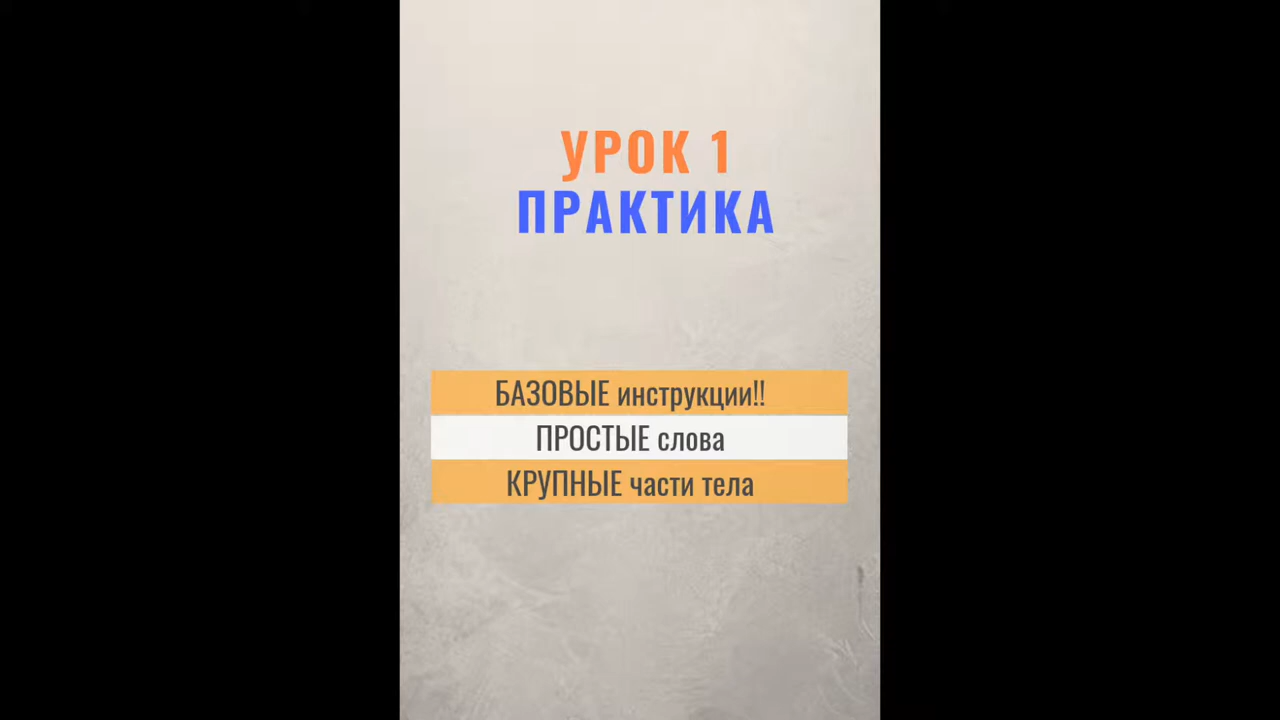 УРОК 1
ПРАКТИКА
БАЗОВЫЕ инструкции!!
ПРОСТЫЕ слова
КРУПНЫЕ части тела